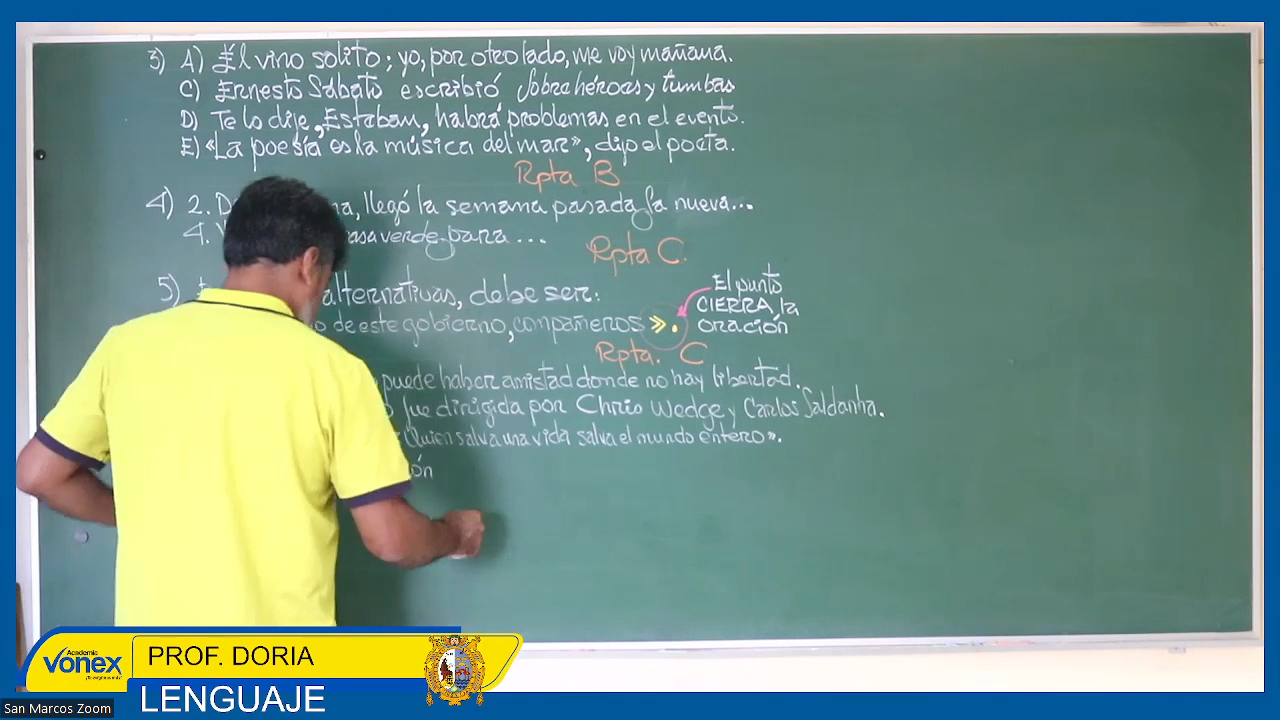 3) A) Él vino solito; yo, por otro lado, me voy mañana.
C) Ernesto Sábato escribió Sobre héroes y tumbas
D) Te lo dije, Esteban, habrá problemas en el evento.
E) «La poesía es la música del mar», dijo el poeta.
Rpta B
4) 2. llegó la semana pasada la nueva...
4. verde para ...
Rpta C.
5) alternativas, debe ser:
de este gobierno, compañeros ».
El punto
CIERRA la
oración
Rpta. C
puede haber amistad donde no hay libertad.
fue dirigida por Chris Wedge y Carlos Saldanha.
«Quien salva una vida salva el mundo entero».
Academia
vonex
PROF. DORIA
LENGUAJE
San Marcos Zoom